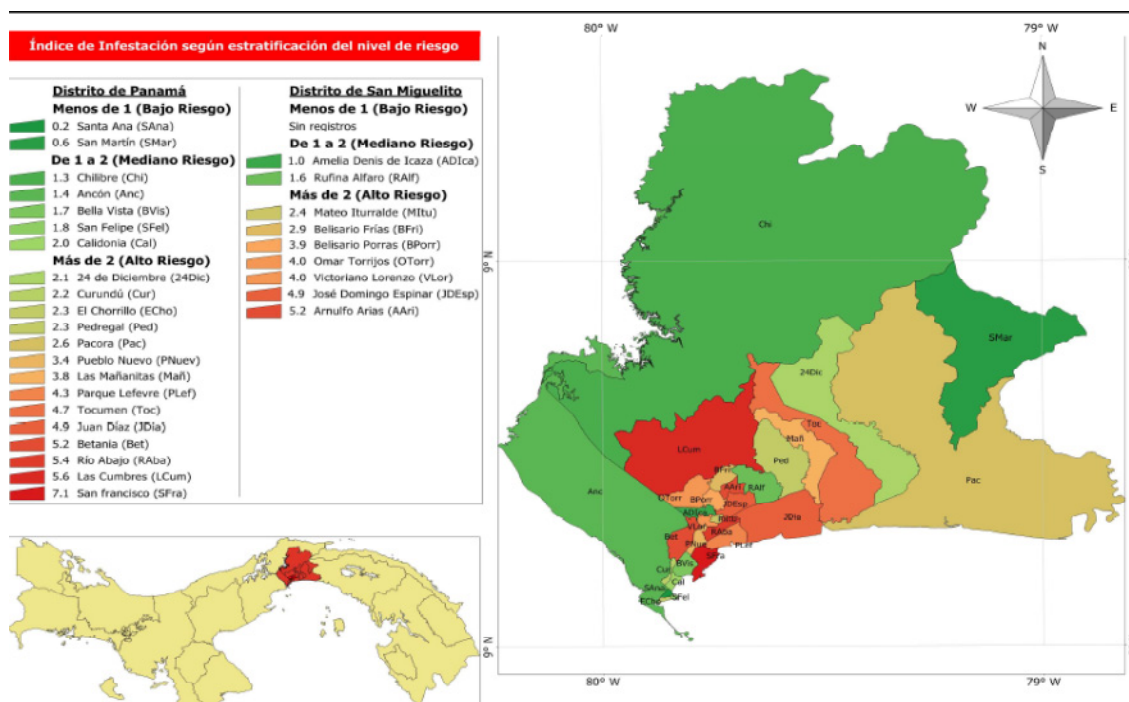 Índice de Infestación según estratificación del nivel de riesgo
Distrito de Panamá
Menos de 1 (Bajo Riesgo)
0.2 Santa Ana (SAna)
0.6 San Martín (SMar)
De 1 a 2 (Mediano Riesgo)
1.3 Chilibre (Chi)
1.4 Ancón (Anc)
1.7 Bella Vista (BVis)
1.8 San Felipe (SFel)
2.0 Calidonia (Cal)
Más de 2 (Alto Riesgo)
2.1 24 de Diciembre (24Dic)
2.2 Curundú (Cur)
2.3 El Chorrillo (ECho)
2.3 Pedregal (Ped)
2.6 Pacora (Pac)
3.4 Pueblo Nuevo (PNuev)
3.8 Las Mañanitas (Mañ)
4.3 Parque Lefevre (PLef)
4.7 Tocumen (Toc)
4.9 Juan Díaz (JDía)
5.2 Betania (Bet)
5.4 Río Abajo (RAba)
5.6 Las Cumbres (LCum)
7.1 San francisco (SFra)
Distrito de San Miguelito
Menos de 1 (Bajo Riesgo)
Sin registros
De 1 a 2 (Mediano Riesgo)
1.0 Amelia Denis de Icaza (ADIca)
1.6 Rufina Alfaro (RAlf)
Más de 2 (Alto Riesgo)
2.4 Mateo Iturralde (MItu)
2.9 Belisario Frías (BFri)
3.9 Belisario Porras (BPorr)
4.0 Omar Torrijos (OTorr)
4.0 Victoriano Lorenzo (VLor)
4.9 José Domingo Espinar (JDEsp)
5.2 Arnulfo Arias (AAri)
80° W
79° W
N
W
E
S
9° N
Chi
SMar
24Dic
Toc
Mañ
LCum
Ped
BFri
Pac
Anc
AAri
RAlf
OTorr
BPorr
JDEsp
ADIca
JDía
VLor
MItu
RAba
Bet
PNue
PLef
SFra
BVis
Cur
Cal
SAna
SFel
ECho
9° N
80° W
79° W